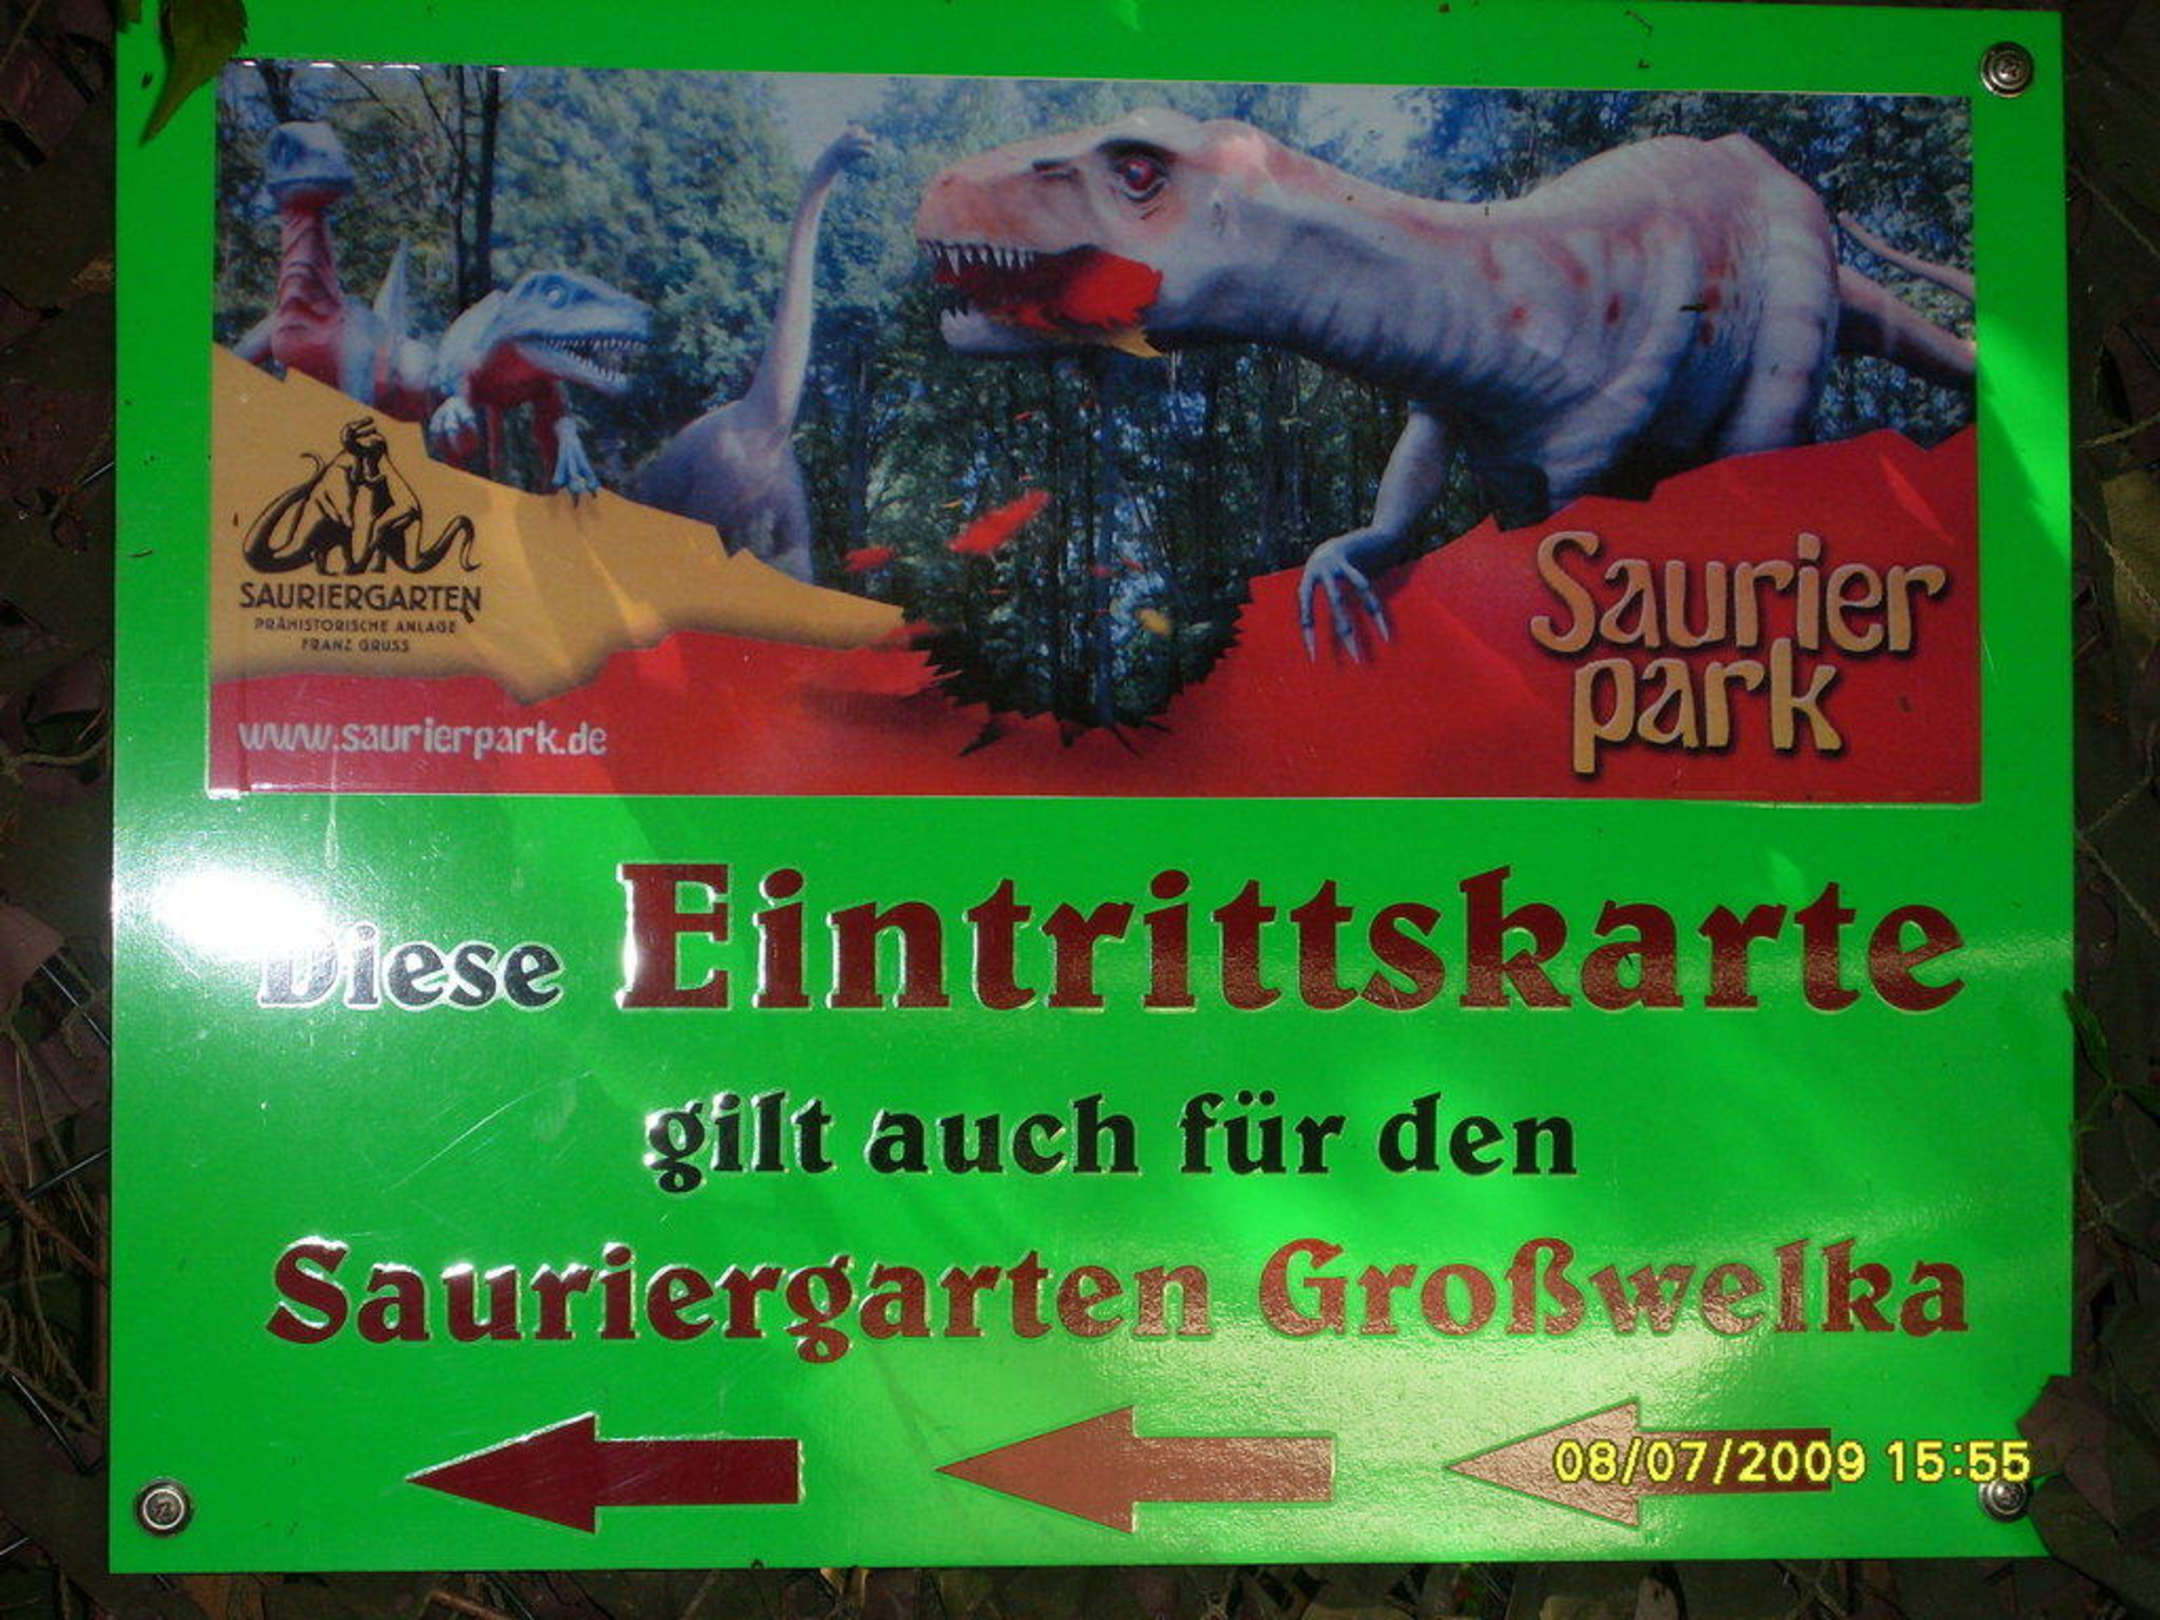 SAURIERGARTEN
PRÄHISTORISCHE ANLAGE
FRANZ GRUSS
www.saurierpark.de
Saurier
park
Diese Eintrittskarte
gilt auch für den
Sauriergarten Großwelka
08/07/2009 15:55